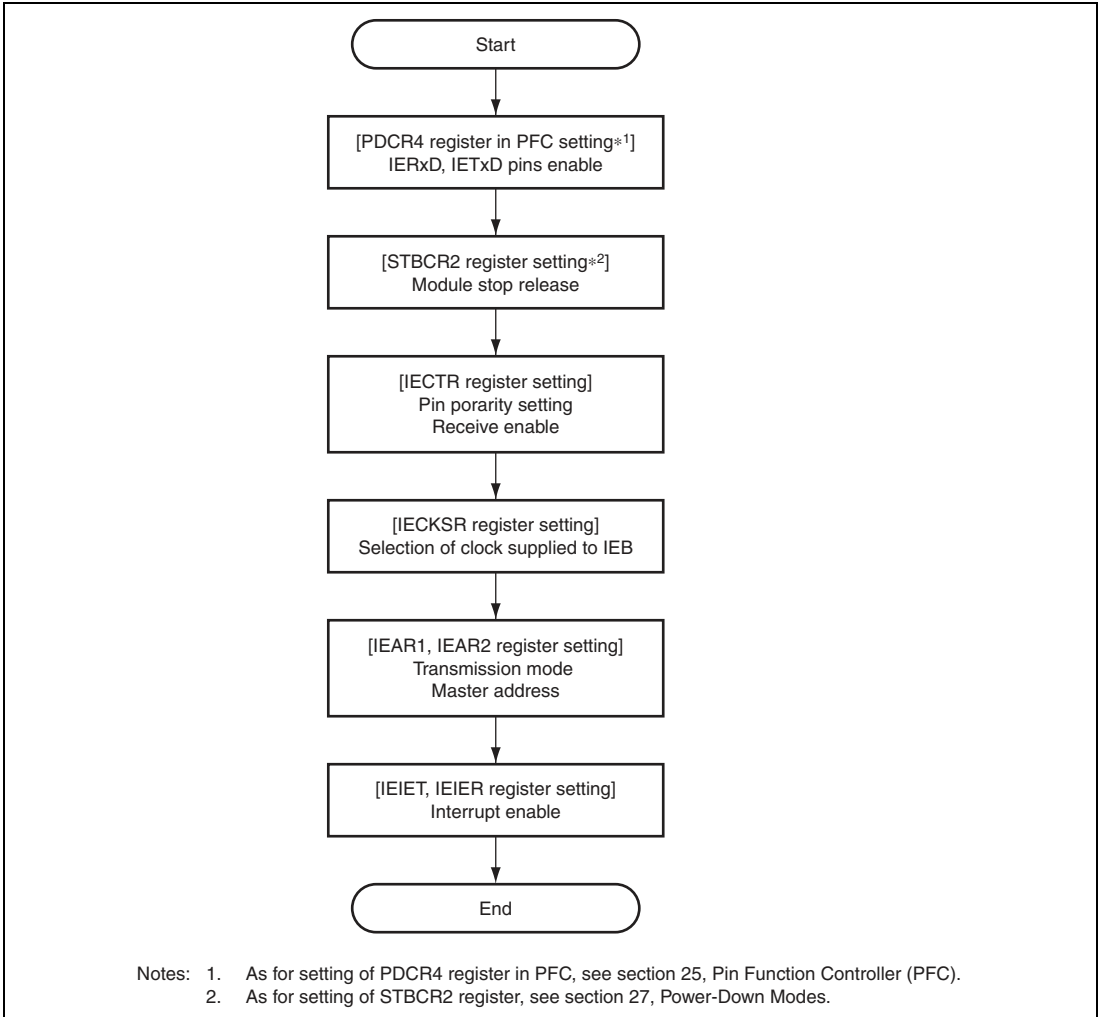 Start
[PDCR4 register in PFC setting*1]
IERxD, IETxD pins enable
[STBCR2 register setting*2]
Module stop release
[IECTR register setting]
Pin porarity setting
Receive enable
[IECKSR register setting]
Selection of clock supplied to IEB
[IEAR1, IEAR2 register setting]
Transmission mode
Master address
[IEIET, IEIER register setting]
Interrupt enable
End
Notes: 1. As for setting of PDCR4 register in PFC, see section 25, Pin Function Controller (PFC).
2. As for setting of STBCR2 register, see section 27, Power-Down Modes.